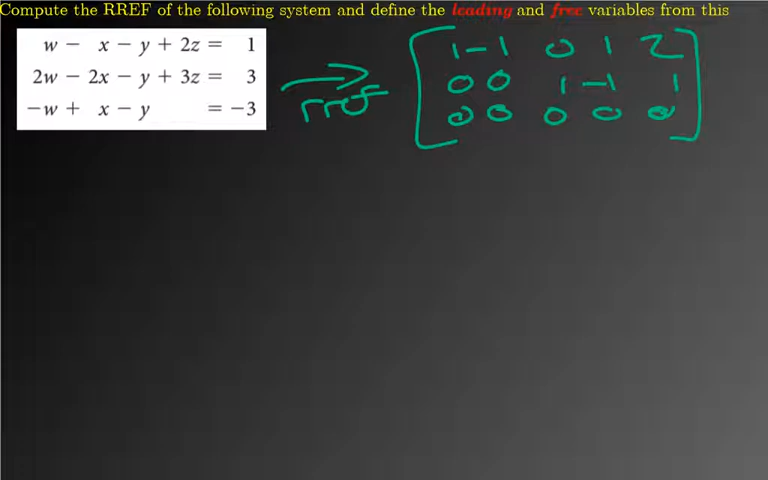 Compute the RREF of the following system and define the leading and free variables from this
w − x − y + 2z = 1
2w − 2x − y + 3z = 3
−w + x − y = −3
rref
1 −1 0 1 2
0 0 1 −1 1
0 0 0 0 0